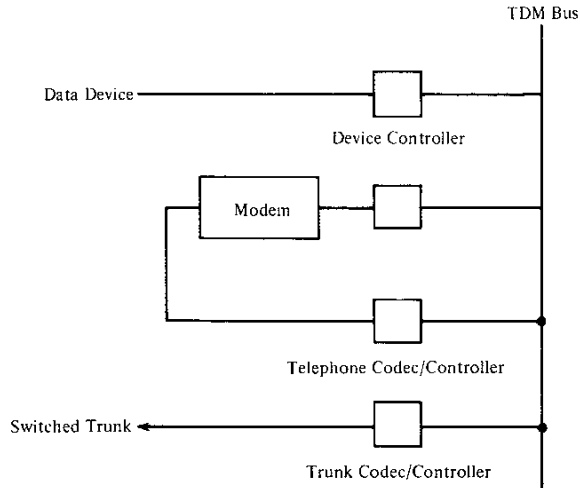 TDM Bus
Data Device
Device Controller
Modem
Telephone Codec/Controller
Switched Trunk
Trunk Codec/Controller